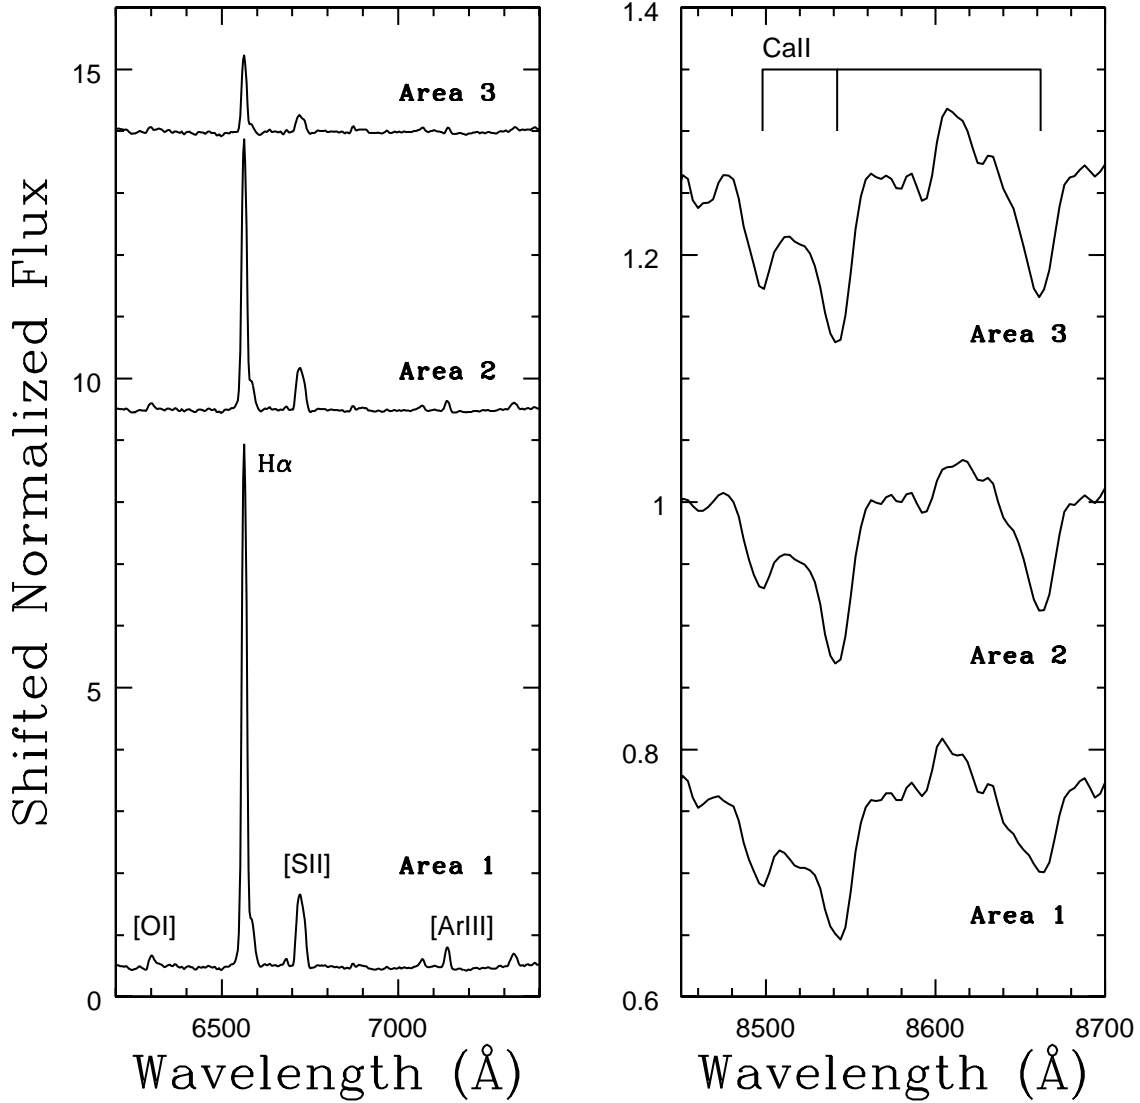 Shifted Normalized Flux
15
10
5
0
6500
7000
Wavelength (Å)
Area 3
Area 2
Hα
[SII]
Area 1
[OI]
[ArIII]
1.4
1.2
1
0.8
0.6
8500
8600
8700
Wavelength (Å)
CaII
Area 3
Area 2
Area 1